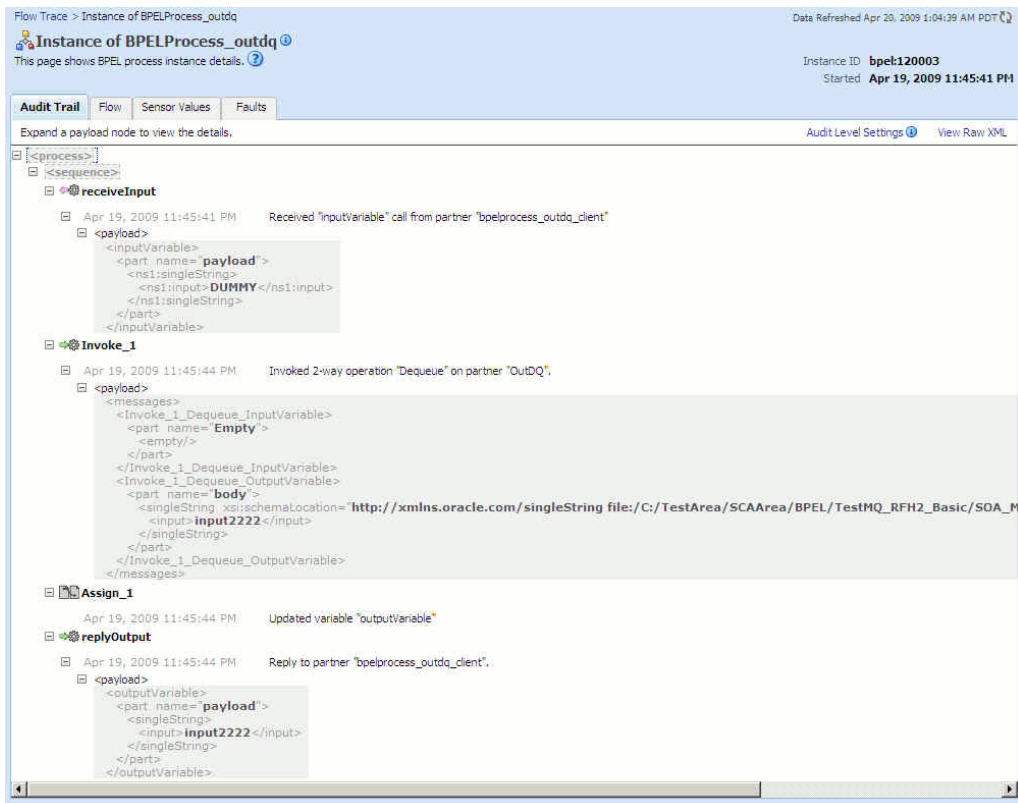 Flow Trace > Instance of BPELProcess_outdq
Data Refreshed Apr 20, 2009 1:04:39 AM PDT
Instance of BPELProcess_outdq
This page shows BPEL process instance details.
Instance ID bpel:120003
Started Apr 19, 2009 11:45:41 PM
Audit Trail Flow Sensor Values Faults
Expand a payload node to view the details.
Audit Level Settings View Raw XML
<process>
<sequence>
receiveInput
Apr 19, 2009 11:45:41 PM Received "inputVariable" call from partner "bpelprocess_outdq_client"
<payload>
<inputVariable>
<part name="payload">
<ns1:singleString>
<ns1:input>DUMMY</ns1:input>
</ns1:singleString>
</part>
</inputVariable>
Invoke_1
Apr 19, 2009 11:45:44 PM Invoked 2-way operation "Dequeue" on partner "OutDQ".
<payload>
<messages>
<Invoke_1_Dequeue_InputVariable>
<part name="Empty">
<empty/>
</part>
</Invoke_1_Dequeue_InputVariable>
<Invoke_1_Dequeue_OutputVariable>
<part name="body">
<singleString xsi:schemaLocation="http://xmlns.oracle.com/singleString file:/C:/TestArea/SCAArea/BPEL/TestMQ_RFH2_Basic/SOA_M
<input>input2222</input>
</singleString>
</part>
</Invoke_1_Dequeue_OutputVariable>
</messages>
Assign_1
Apr 19, 2009 11:45:44 PM Updated variable "outputVariable"
replyOutput
Apr 19, 2009 11:45:44 PM Reply to partner "bpelprocess_outdq_client".
<payload>
<outputVariable>
<part name="payload">
<singleString>
<input>input2222</input>
</singleString>
</part>
</outputVariable>